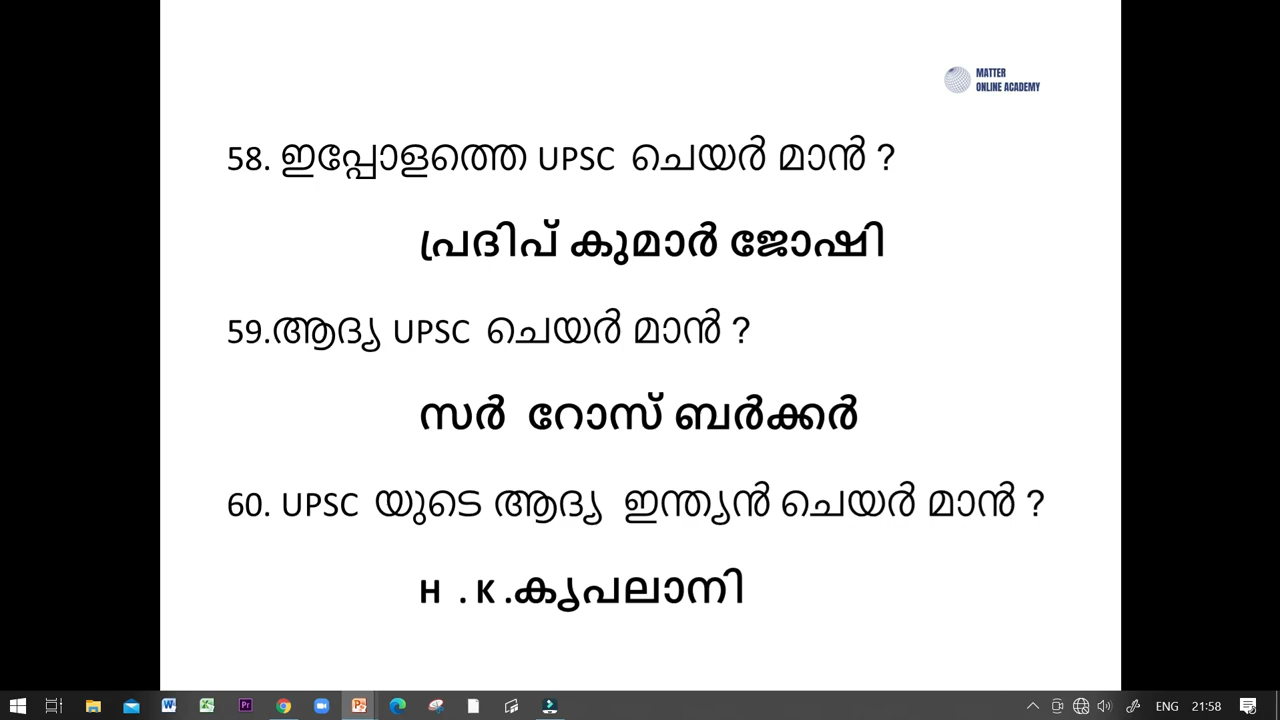 MATTER
ONLINE ACADEMY
58. ഇപ്പോളത്തെ UPSC ചെയർ മാൻ ?
പ്രദിപ് കുമാർ ജോഷി
59.ആദ്യ UPSC ചെയർ മാൻ ?
സർ റോസ് ബർക്കർ
60. UPSC യുടെ ആദ്യ ഇന്ത്യൻ ചെയർ മാൻ ?
H . K .കൃപലാനി
ENG 21:58